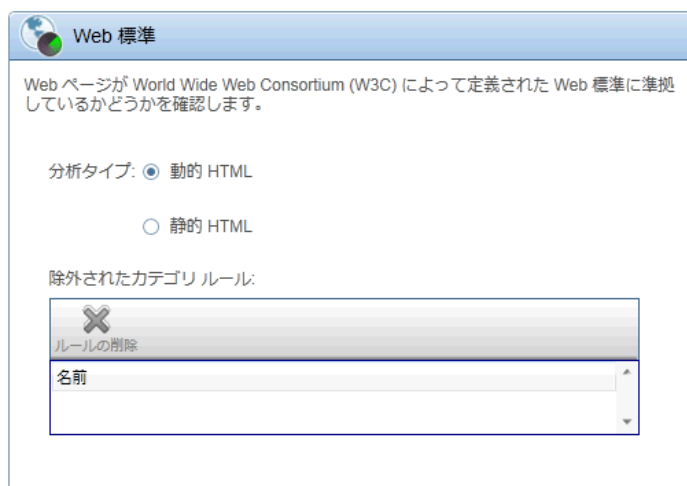 Web 標準
Web ページが World Wide Web Consortium (W3C) によって定義された Web 標準に準拠
しているかどうかを確認します。
分析タイプ: 動的 HTML
静的 HTML
除外されたカテゴリ ルール:
ルールの削除
名前